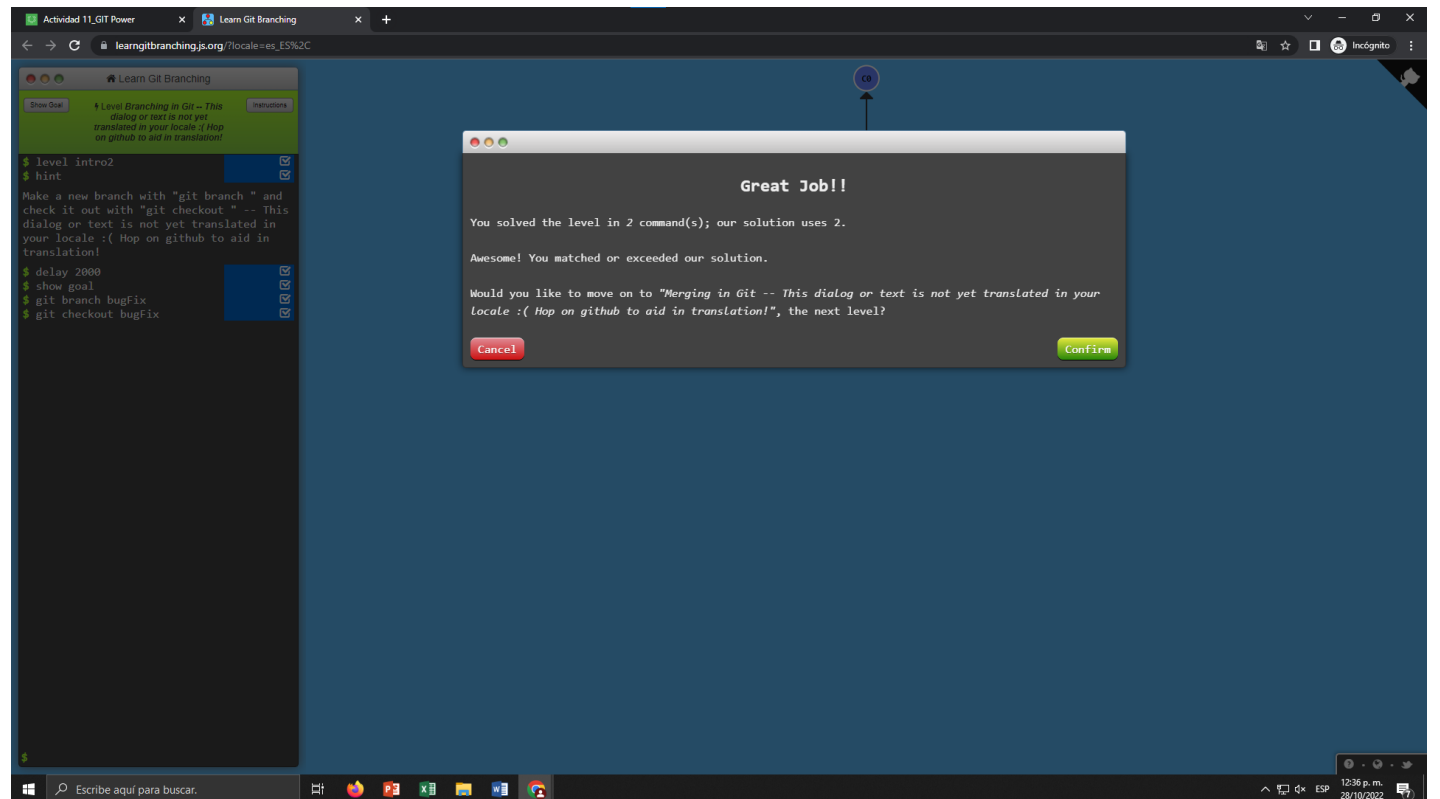 Actividad 11_GIT Power
Learn Git Branching
learngitbranching.js.org/?locale=es_ES%2C
Incógnito
Learn Git Branching
Show Goal
Level Branching in Git -- This
dialog or text is not yet
translated in your locale :( Hop
on github to aid in translation!
Instructions
$ level intro2
$ hint
Make a new branch with "git branch " and
check it out with "git checkout " -- This
dialog or text is not yet translated in
your locale :( Hop on github to aid in
translation!
$ delay 2000
$ show goal
$ git branch bugFix
$ git checkout bugFix
$
C0
Great Job!!
You solved the level in 2 command(s); our solution uses 2.
Awesome! You matched or exceeded our solution.
Would you like to move on to "Merging in Git -- This dialog or text is not yet translated in your
locale :( Hop on github to aid in translation!", the next level?
Cancel
Confirm
Escribe aquí para buscar.
ESP
12:36 p. m.
28/10/2022
7